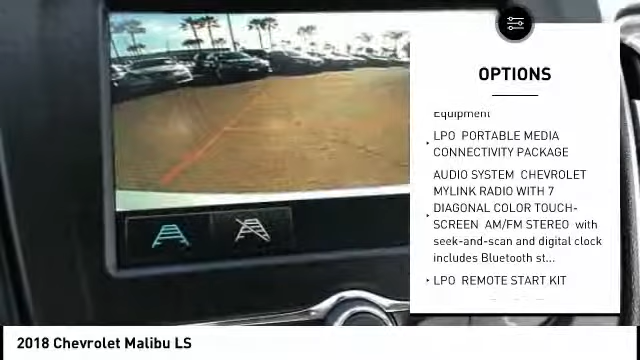 OPTIONS
Equipment
LPO PORTABLE MEDIA
CONNECTIVITY PACKAGE
AUDIO SYSTEM CHEVROLET
MYLINK RADIO WITH 7
DIAGONAL COLOR TOUCH-
SCREEN AM/FM STEREO with
seek-and-scan and digital clock
includes Bluetooth st...
LPO REMOTE START KIT
2018 Chevrolet Malibu LS